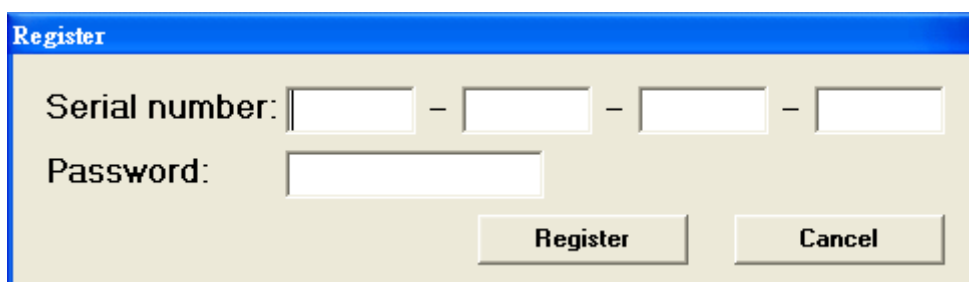 Register
Serial number: – – –
Password:
Register Cancel